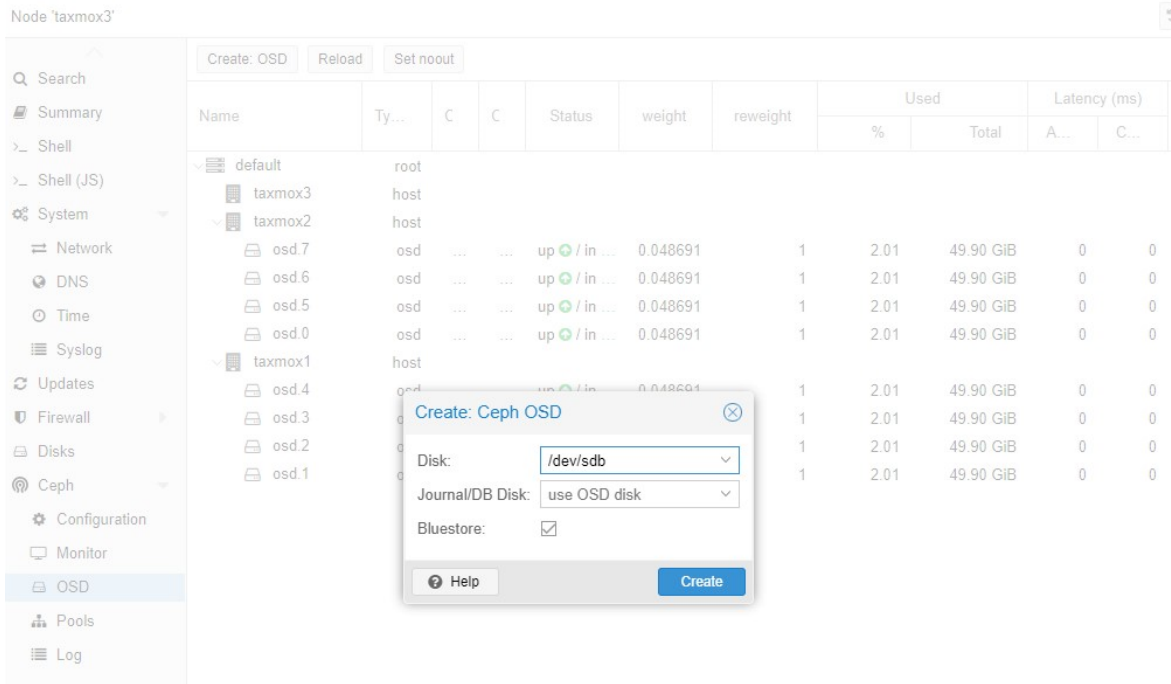 Node 'taxmox3'
Search
Summary
>_ Shell
>_ Shell (JS)
System
Network
DNS
Time
Syslog
Updates
Firewall
Disks
Ceph
Configuration
Monitor
OSD
Pools
Log
Create: OSD Reload Set noout
Name Ty... C C Status weight reweight Used Latency (ms)
% Total A... C...
default root
taxmox3 host
taxmox2 host
osd.7 osd ... ... up / in ... 0.048691 1 2.01 49.90 GiB 0 0
osd.6 osd ... ... up / in ... 0.048691 1 2.01 49.90 GiB 0 0
osd.5 osd ... ... up / in ... 0.048691 1 2.01 49.90 GiB 0 0
osd.0 osd ... ... up / in ... 0.048691 1 2.01 49.90 GiB 0 0
taxmox1 host
osd.4 osd up / in 0.048691 1 2.01 49.90 GiB 0 0
osd.3 1 2.01 49.90 GiB 0 0
osd.2 1 2.01 49.90 GiB 0 0
osd.1 1 2.01 49.90 GiB 0 0
Create: Ceph OSD
Disk: /dev/sdb
Journal/DB Disk: use OSD disk
Bluestore:
Help Create